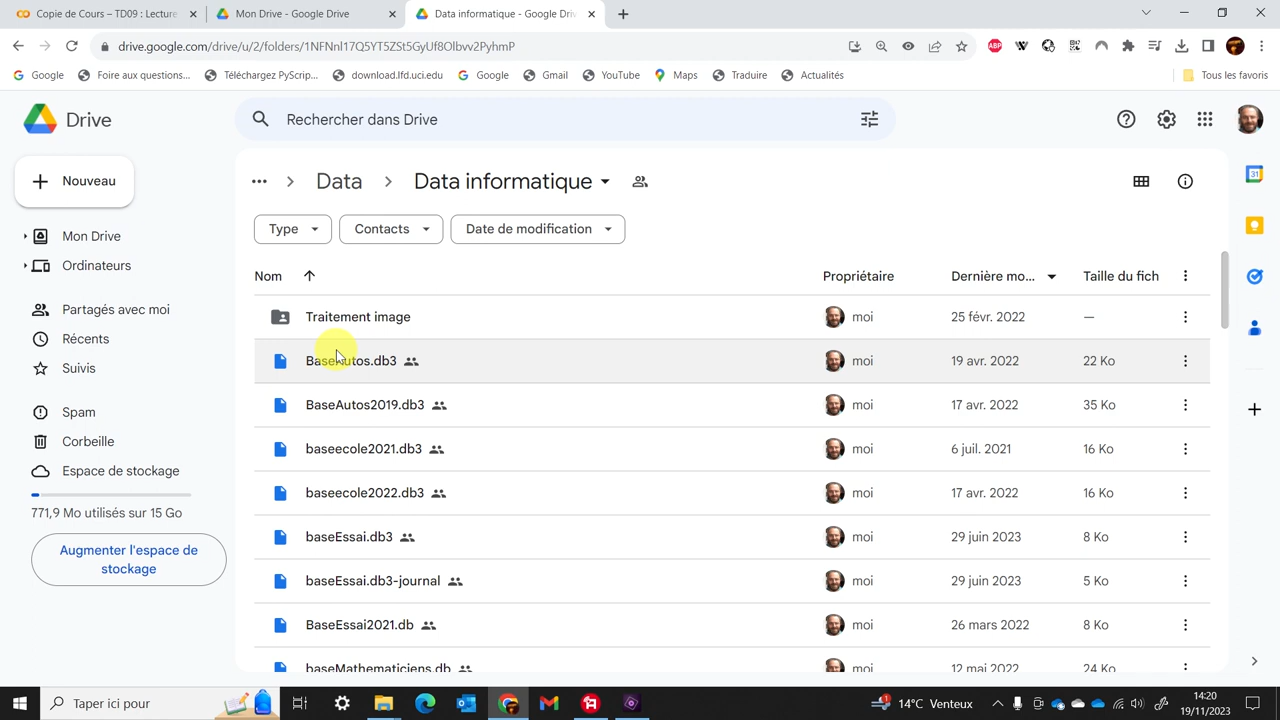 Copie de Cours – TD09 : Lecture
Mon Drive - Google Drive
Data informatique - Google Driv
drive.google.com/drive/u/2/folders/1NFNnl17Q5YT5ZSt5GyUf8Olbvv2PyhmP
ABP
W
Google
Foire aux questions...
Téléchargez PyScrip...
download.lfd.uci.edu
Google
Gmail
YouTube
Maps
Traduire
Actualités
Tous les favoris
Drive
Rechercher dans Drive
Nouveau
Data
Data informatique
31
Type
Contacts
Date de modification
Mon Drive
Ordinateurs
Nom
Propriétaire
Dernière mo...
Taille du fich
Partagés avec moi
Traitement image
moi
25 févr. 2022
—
Récents
BaseAutos.db3
moi
19 avr. 2022
22 Ko
Suivis
BaseAutos2019.db3
moi
17 avr. 2022
35 Ko
Spam
Corbeille
baseecole2021.db3
moi
6 juil. 2021
16 Ko
Espace de stockage
baseecole2022.db3
moi
17 avr. 2022
16 Ko
771,9 Mo utilisés sur 15 Go
baseEssai.db3
moi
29 juin 2023
8 Ko
Augmenter l'espace de
stockage
baseEssai.db3-journal
moi
29 juin 2023
5 Ko
BaseEssai2021.db
moi
26 mars 2022
8 Ko
baseMathematiciens.db
moi
12 mai 2022
24 Ko
Taper ici pour
14°C Venteux
14:20
19/11/2023